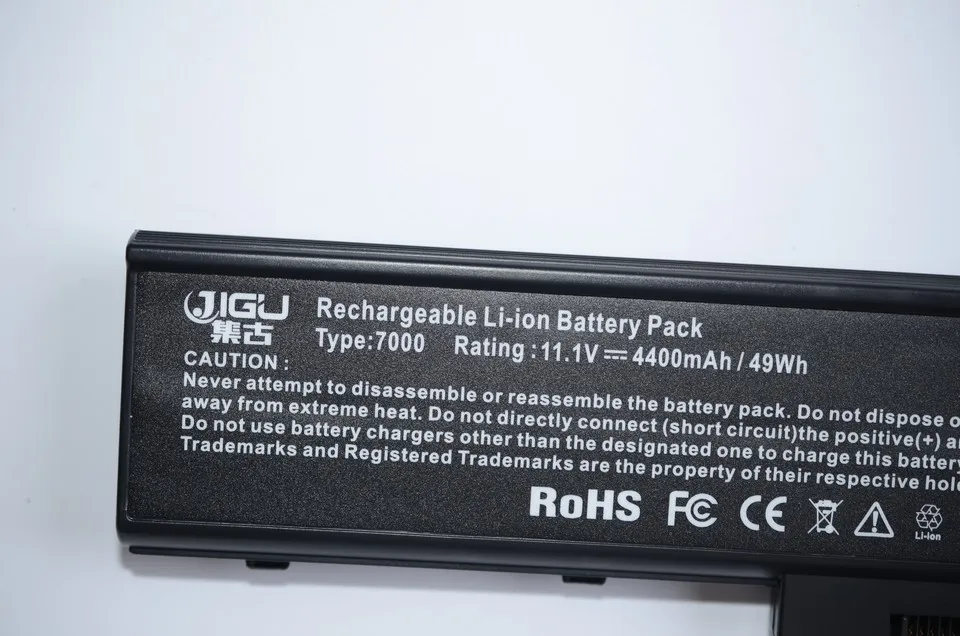 JIGU
集古
Rechargeable Li-ion Battery Pack
Type:7000 Rating : 11.1V ⎓ 4400mAh / 49Wh
CAUTION :
Never attempt to disassemble or reassemble the battery pack. Do not dispose
away from extreme heat. Do not directly connect (short circuit)the positive(+)
Do not use battery chargers other than the designated one to charge this battery
Trademarks and Registered Trademarks are the property of their respective
RoHS FC CE
Li-ion